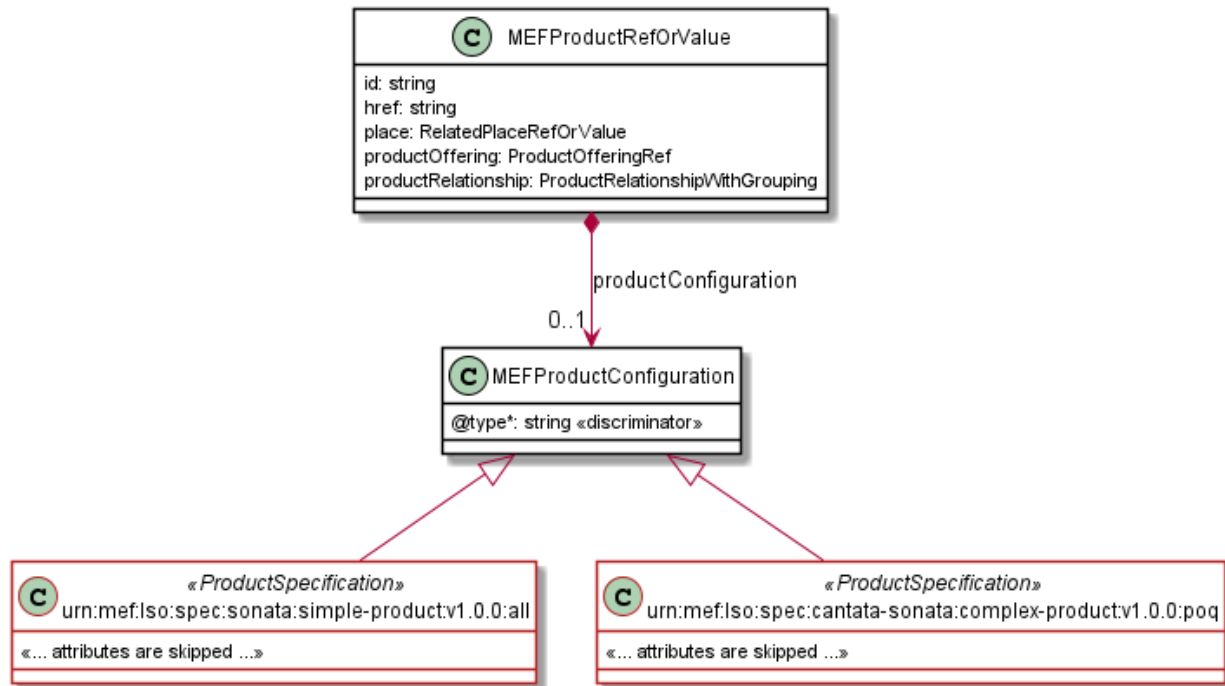 C MEFProductRefOrValue
id: string
href: string
place: RelatedPlaceRefOrValue
productOffering: ProductOfferingRef
productRelationship: ProductRelationshipWithGrouping
productConfiguration
0..1
C MEFProductConfiguration
@type*: string «discriminator»
«ProductSpecification»
C urn:mef:lso:spec:sonata:simple-product:v1.0.0:all
«... attributes are skipped ...»
«ProductSpecification»
C urn:mef:lso:spec:cantata-sonata:complex-product:v1.0.0:poq
«... attributes are skipped ...»